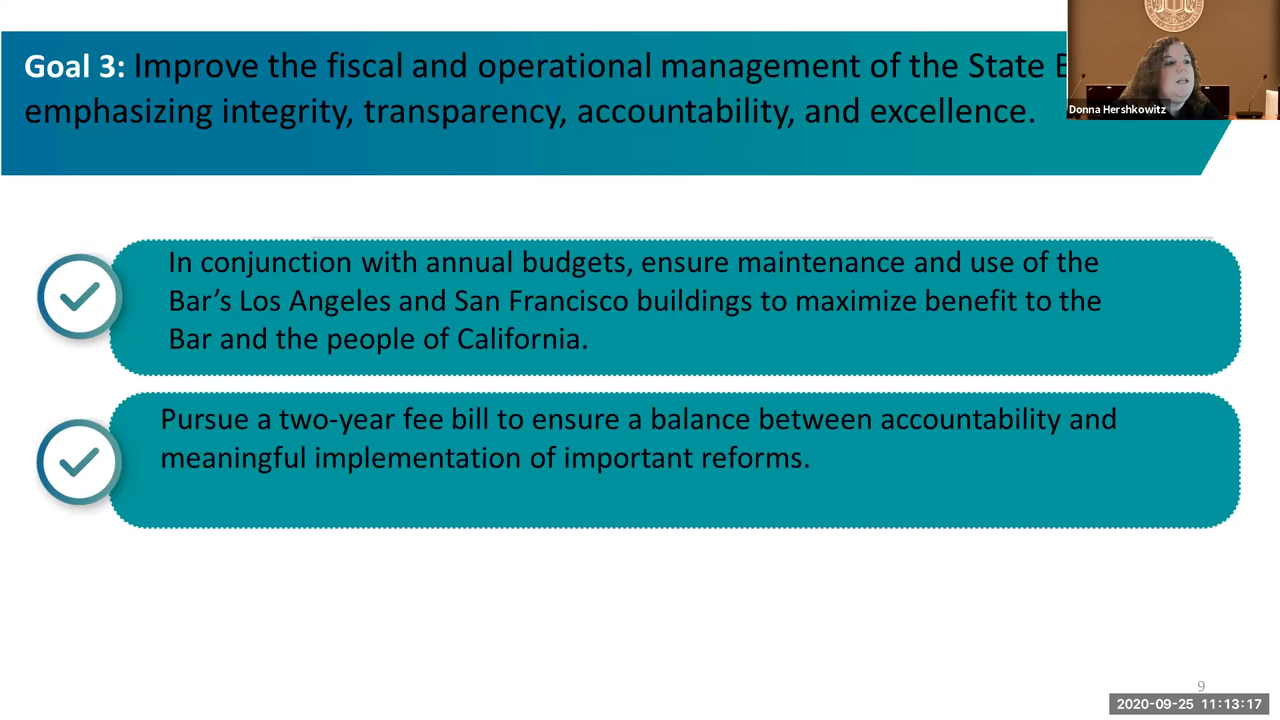 Goal 3: Improve the fiscal and operational management of the State
emphasizing integrity, transparency, accountability, and excellence.
Donna Hershkowitz
In conjunction with annual budgets, ensure maintenance and use of the
Bar’s Los Angeles and San Francisco buildings to maximize benefit to the
Bar and the people of California.
Pursue a two-year fee bill to ensure a balance between accountability and
meaningful implementation of important reforms.
9
2020-09-25 11:13:17